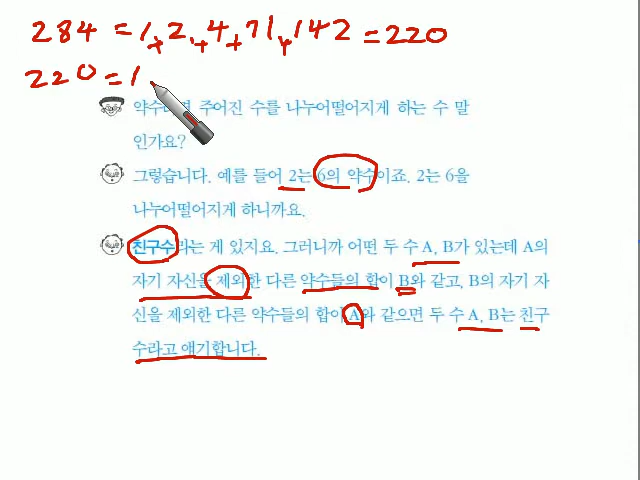 284 = 1, + 2, + 4 + 71, + 142 = 220
220 = 1
약수라면 주어진 수를 나누어떨어지게 하는 수 말
인가요?
그렇습니다. 예를 들어 2는 6의 약수이죠. 2는 6을
나누어떨어지게 하니까요.
친구수라는 게 있지요. 그러니까 어떤 두 수 A, B가 있는데 A의
자기 자신을 제외한 다른 약수들의 합이 B와 같고, B의 자기 자
신을 제외한 다른 약수들의 합이 A와 같으면 두 수 A, B는 친구
수라고 얘기합니다.